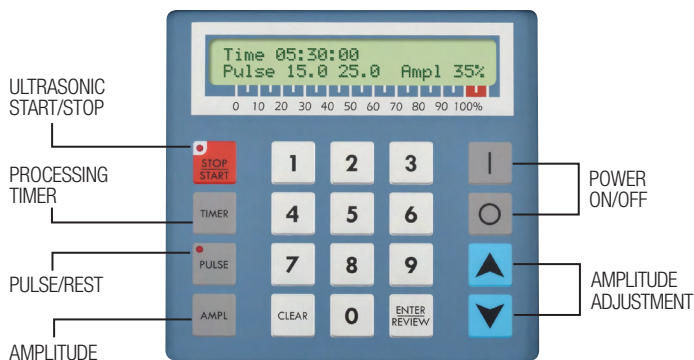 Time 05:30:00
Pulse 15.0 25.0 Ampl 35%
0 10 20 30 40 50 60 70 80 90 100%
ULTRASONIC
START/STOP
STOP
START
1 2 3
|
POWER
ON/OFF
PROCESSING
TIMER
TIMER
4 5 6
O
PULSE/REST
PULSE
7 8 9
AMPLITUDE
ADJUSTMENT
AMPLITUDE
AMPL
CLEAR
0
ENTER
REVIEW